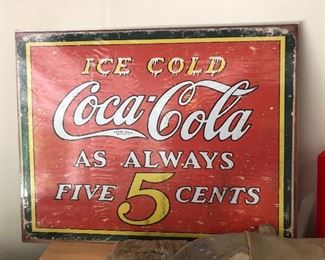 ICE COLD
Coca-Cola
AS ALWAYS
FIVE 5 CENTS